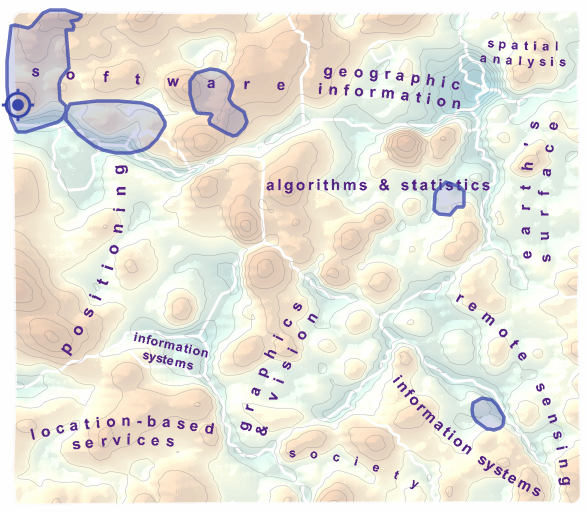 software
geographic
information
spatial
analysis
algorithms & statistics
earth's
surface
positioning
information
systems
graphics
& vision
remote sensing
location-based
services
information systems
society